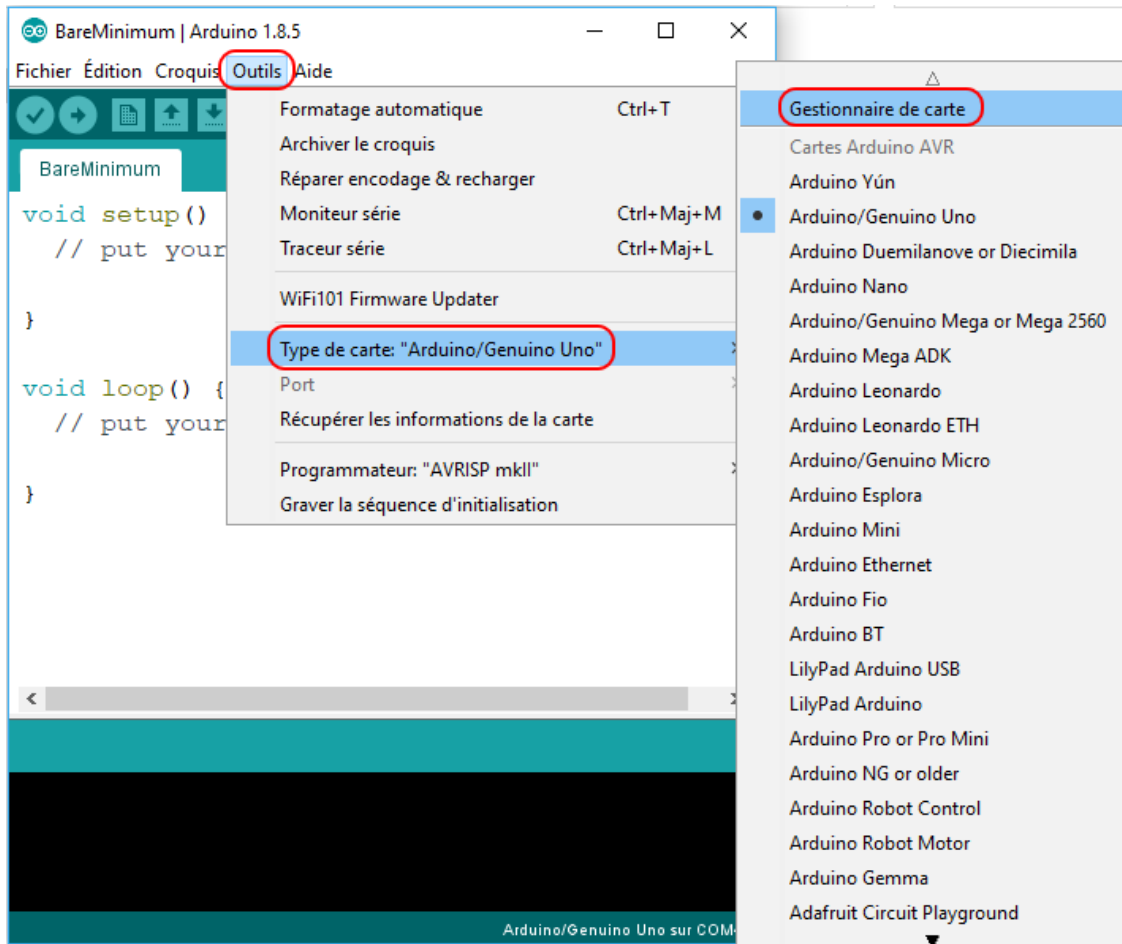 BareMinimum | Arduino 1.8.5
Fichier Édition Croquis Outils Aide
BareMinimum
void setup()
// put your
}
void loop() {
// put your
}
Formatage automatique Ctrl+T
Archiver le croquis
Réparer encodage & recharger
Moniteur série Ctrl+Maj+M
Traceur série Ctrl+Maj+L
WiFi101 Firmware Updater
Type de carte: "Arduino/Genuino Uno"
Port
Récupérer les informations de la carte
Programmateur: "AVRISP mkII"
Graver la séquence d'initialisation
Gestionnaire de carte
Cartes Arduino AVR
Arduino Yún
Arduino/Genuino Uno
Arduino Duemilanove or Diecimila
Arduino Nano
Arduino/Genuino Mega or Mega 2560
Arduino Mega ADK
Arduino Leonardo
Arduino Leonardo ETH
Arduino/Genuino Micro
Arduino Esplora
Arduino Mini
Arduino Ethernet
Arduino Fio
Arduino BT
LilyPad Arduino USB
LilyPad Arduino
Arduino Pro or Pro Mini
Arduino NG or older
Arduino Robot Control
Arduino Robot Motor
Arduino Gemma
Adafruit Circuit Playground
Arduino/Genuino Uno sur COM